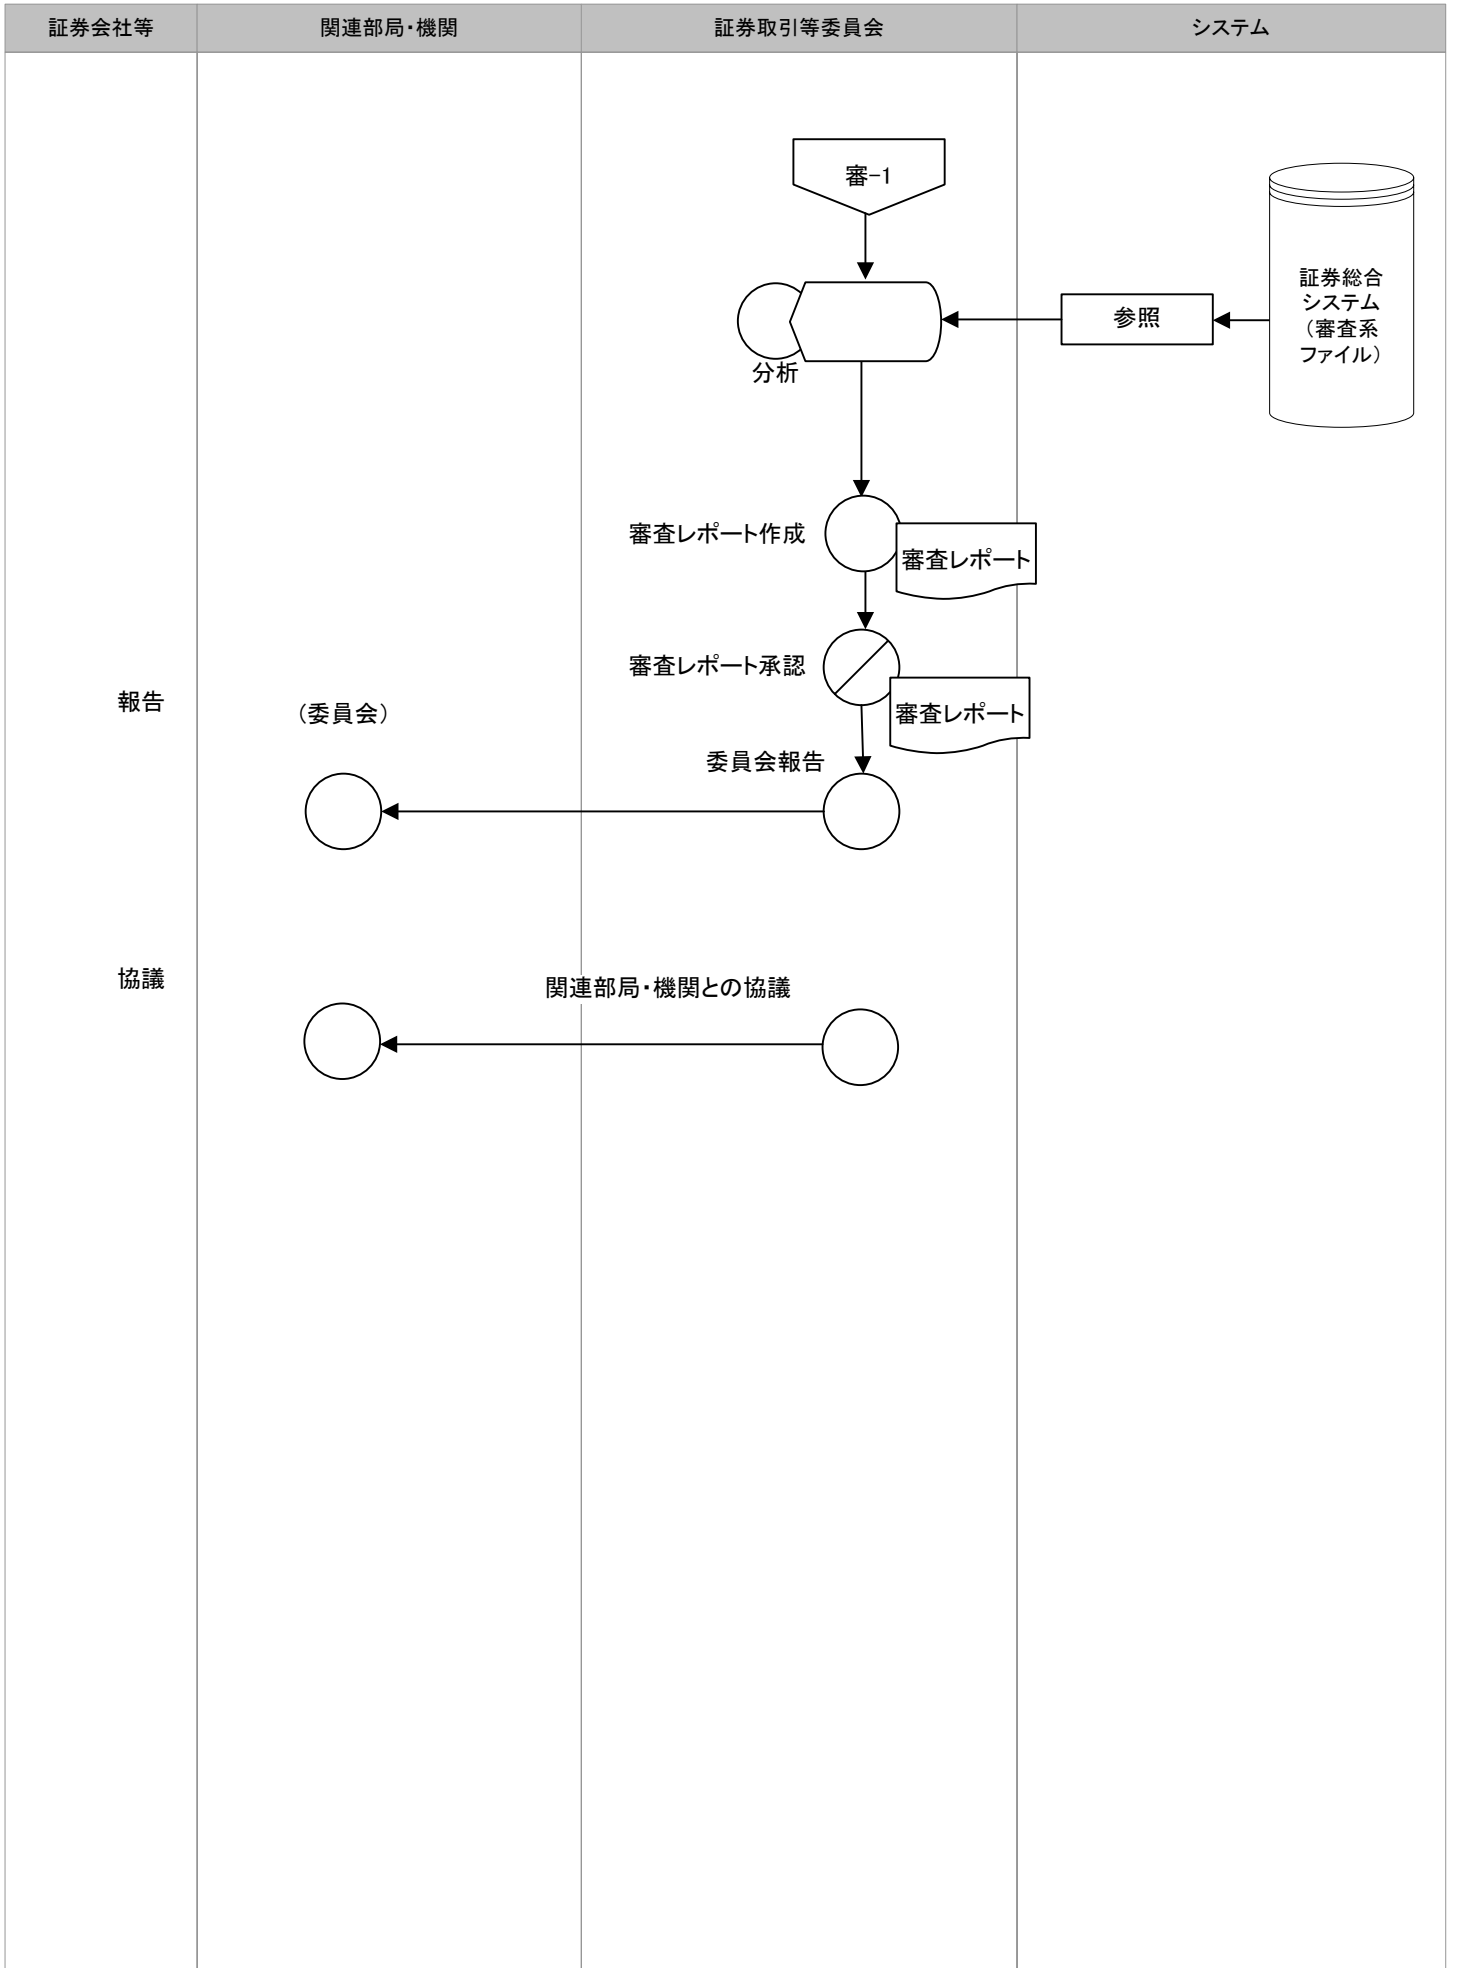 証券会社等
関連部局・機関
証券取引等委員会
システム
審-1
証券総合
システム
（審査系
ファイル）
参照
分析
審査レポート作成
審査レポート
審査レポート承認
審査レポート
報告
（委員会）
委員会報告
協議
関連部局・機関との協議